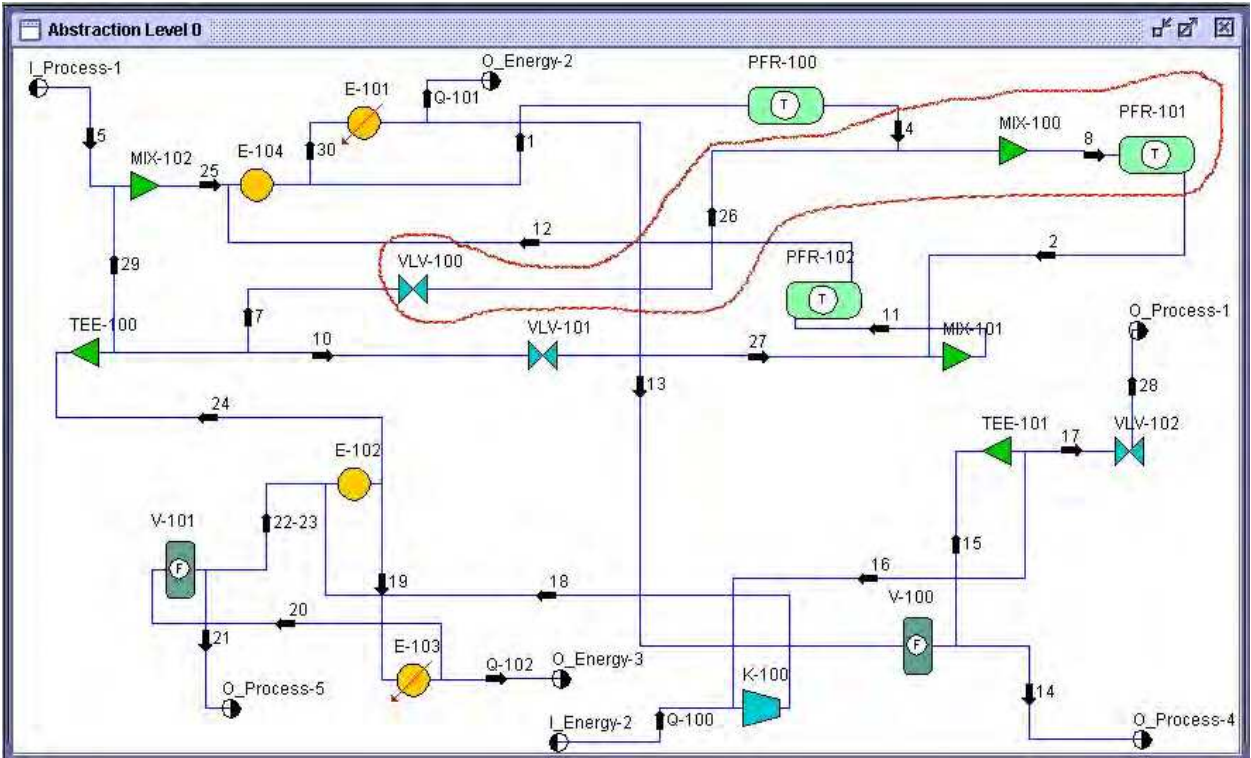 Abstraction Level 0
I_Process-1
O_Energy-2
PFR-100
E-101
Q-101
5
MIX-102
25
E-104
30
1
4
MIX-100
8
PFR-101
T
T
12
26
2
29
VLV-100
PFR-102
T
7
11
MIX-101
O_Process-1
TEE-100
10
VLV-101
27
13
28
24
TEE-101
17
VLV-102
E-102
V-101
F
22-23
15
16
19
18
V-100
F
20
21
E-103
Q-102
O_Energy-3
K-100
O_Process-5
I_Energy-2
Q-100
14
O_Process-4